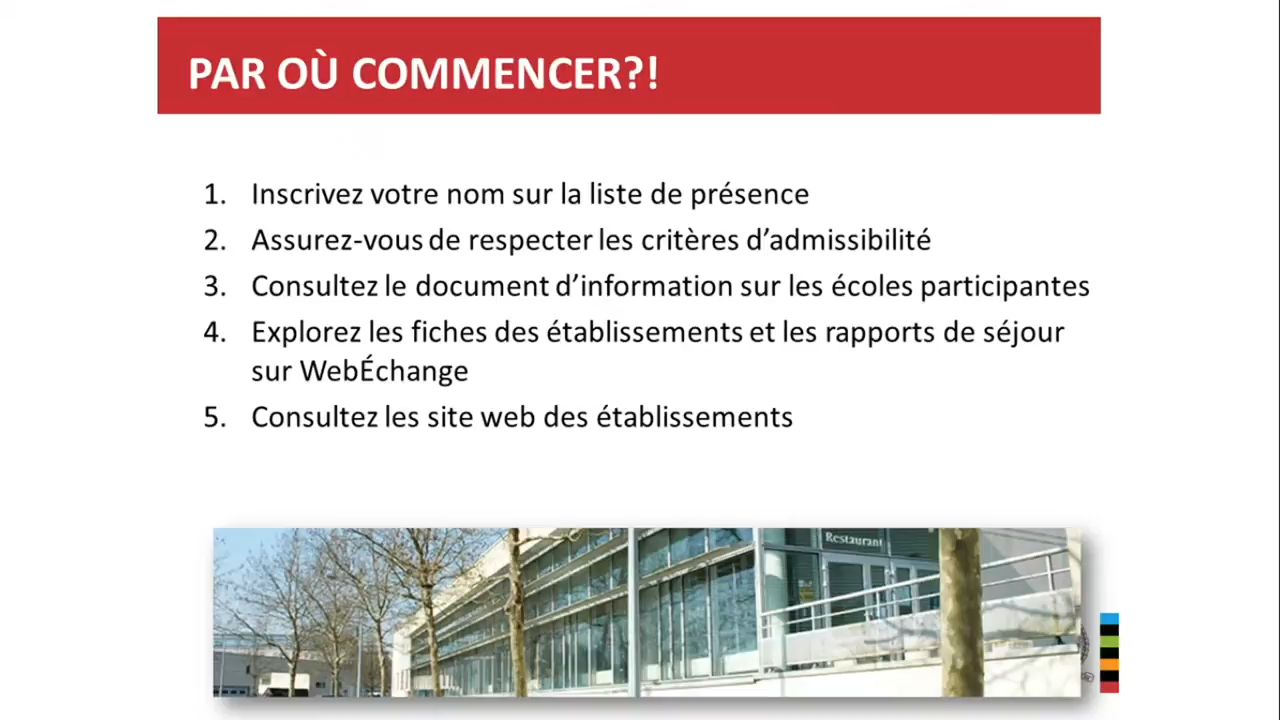 PAR OÙ COMMENCER?!
1. Inscrivez votre nom sur la liste de présence
2. Assurez-vous de respecter les critères d’admissibilité
3. Consultez le document d’information sur les écoles participantes
4. Explorez les fiches des établissements et les rapports de séjour
sur WebÉchange
5. Consultez les site web des établissements
Restaurant